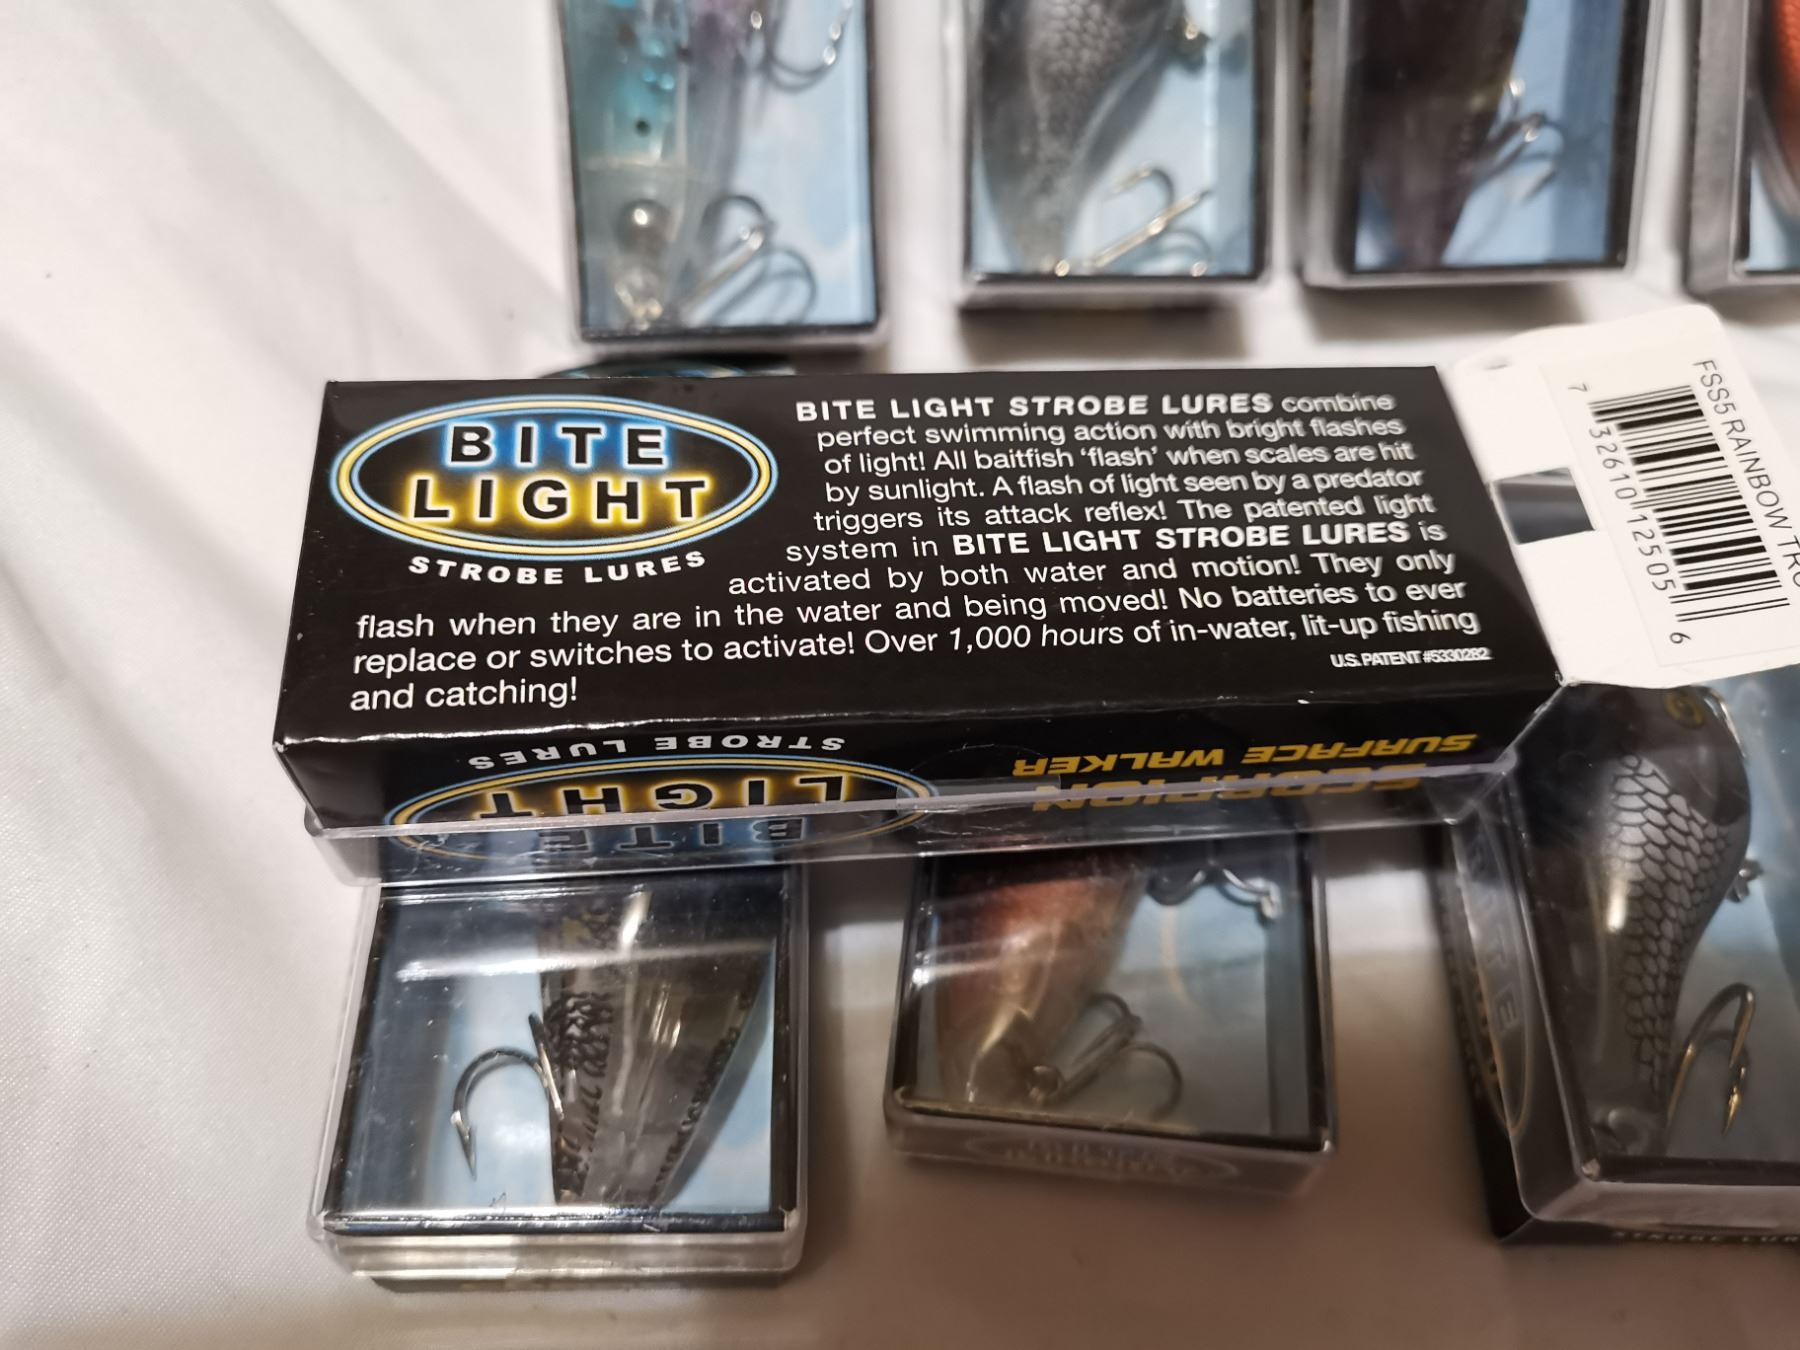 BITE
LIGHT
STROBE LURES
BITE LIGHT STROBE LURES combine
perfect swimming action with bright flashes
of light! All baitfish ‘flash’ when scales are hit
by sunlight. A flash of light seen by a predator
triggers its attack reflex! The patented light
system in BITE LIGHT STROBE LURES is
activated by both water and motion! They only
flash when they are in the water and being moved! No batteries to ever
replace or switches to activate! Over 1,000 hours of in-water, lit-up fishing
and catching!
U.S. PATENT #5330282
FSS5 RAINBOW
7 32610 12505 6
STROBE LURES
LIGHT
BITE
SURFACE WALKER
SCORPION